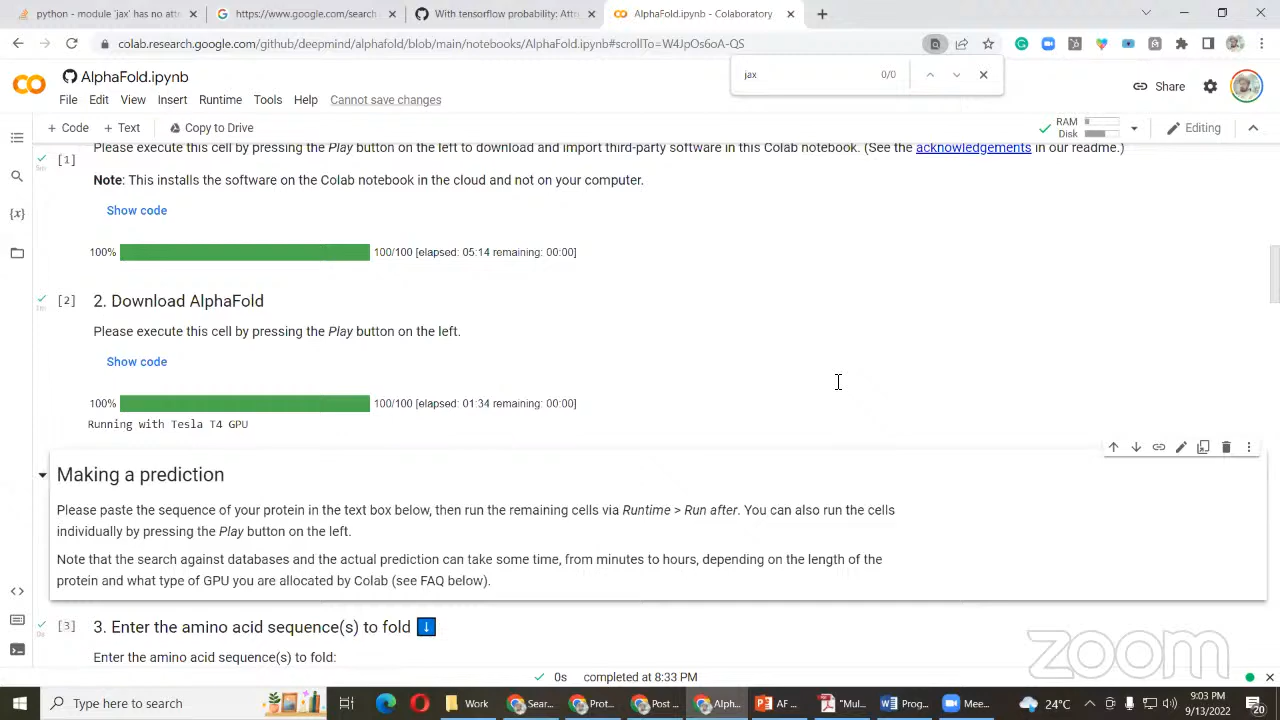 python - 'jax' has no att
https://www.google.com/search
With tensorflow probability: Att
AlphaFold.ipynb - Colaboratory
colab.research.google.com/github/deepmind/alphafold/blob/main/notebooks/AlphaFold.ipynb#scrollTo=W4JpOs6oA-QS
jax 0/0
AlphaFold.ipynb
Share
File Edit View Insert Runtime Tools Help Cannot save changes
+ Code + Text Copy to Drive
RAM
Disk
Editing
[1]
Please execute this cell by pressing the Play button on the left to download and import third-party software in this Colab notebook. (See the acknowledgements in our readme.)
Note: This installs the software on the Colab notebook in the cloud and not on your computer.
Show code
100% 100/100 [elapsed: 05:14 remaining: 00:00]
[2] 2. Download AlphaFold
Please execute this cell by pressing the Play button on the left.
Show code
100% 100/100 [elapsed: 01:34 remaining: 00:00]
Running with Tesla T4 GPU
Making a prediction
Please paste the sequence of your protein in the text box below, then run the remaining cells via Runtime > Run after. You can also run the cells
individually by pressing the Play button on the left.
Note that the search against databases and the actual prediction can take some time, from minutes to hours, depending on the length of the
protein and what type of GPU you are allocated by Colab (see FAQ below).
[3] 3. Enter the amino acid sequence(s) to fold
Enter the amino acid sequence(s) to fold:
zoom
0s completed at 8:33 PM
Type here to search
Work
Sear...
Prot...
Post ...
Alph...
AF ...
"Mul...
Prog...
Mee...
24°C
9:03 PM
9/13/2022
20